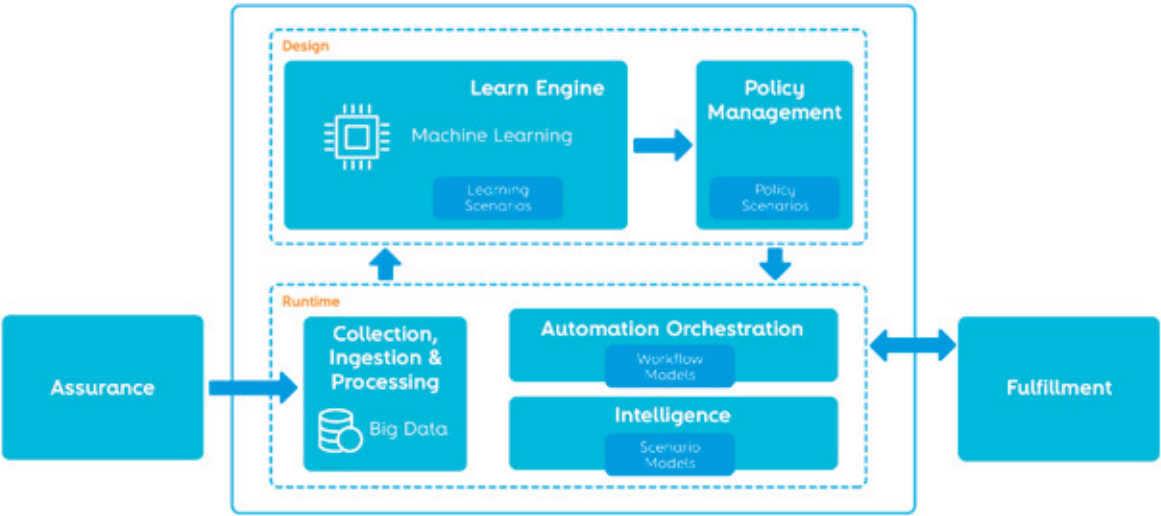 Design
Learn Engine
Machine Learning
Learning
Scenarios
Policy
Management
Policy
Scenarios
Runtime
Collection,
Ingestion &
Processing
Big Data
Automation Orchestration
Workflow
Models
Intelligence
Scenario
Models
Assurance
Fulfillment